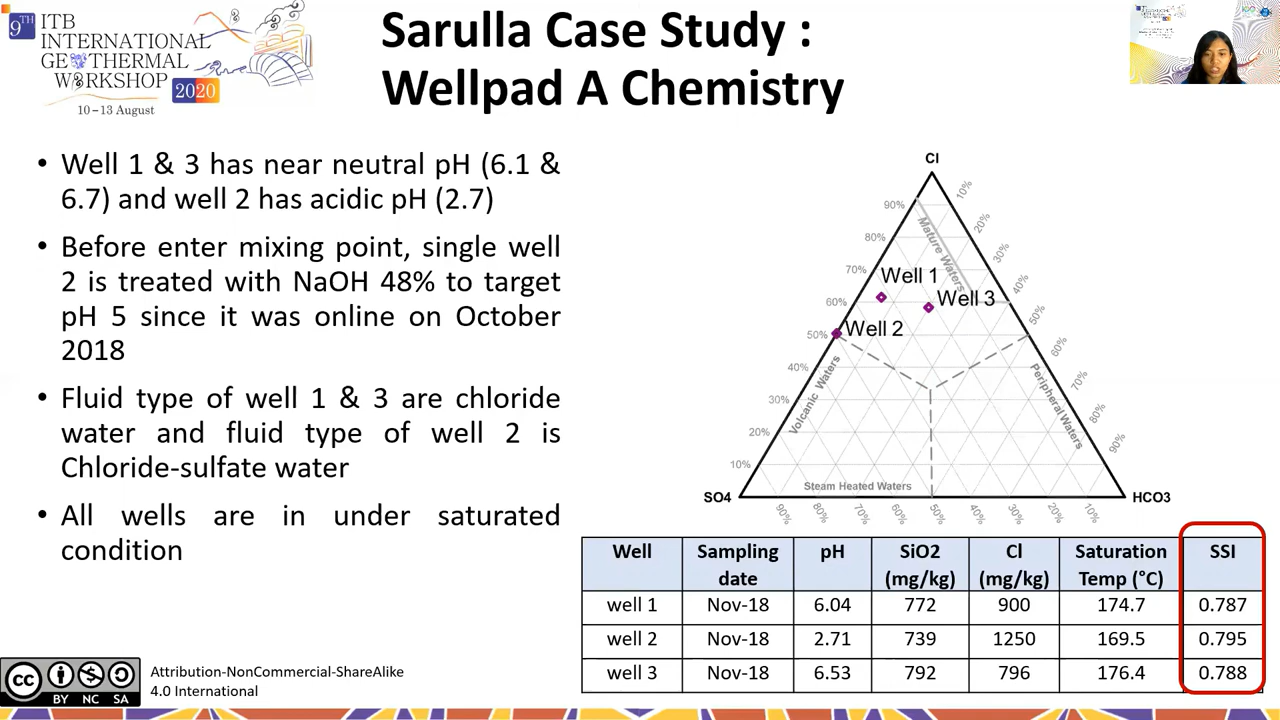 9TH
ITB
INTERNATIONAL
GEOTHERMAL
WORKSHOP
2020
10 – 13 August
Sarulla Case Study :
Wellpad A Chemistry
• Well 1 & 3 has near neutral pH (6.1 &
6.7) and well 2 has acidic pH (2.7)
• Before enter mixing point, single well
2 is treated with NaOH 48% to target
pH 5 since it was online on October
2018
• Fluid type of well 1 & 3 are chloride
water and fluid type of well 2 is
Chloride-sulfate water
• All wells are in under saturated
condition
Cl
10%
90%
20%
80%
30%
70%
40%
60%
50%
50%
60%
40%
70%
30%
80%
20%
90%
10%
Mature Waters
Well 1
Well 3
Well 2
Volcanic Waters
Peripheral Waters
Steam Heated Waters
SO4
HCO3
90%
80%
70%
60%
50%
40%
30%
20%
10%
Well Sampling date pH SiO2 (mg/kg) Cl (mg/kg) Saturation Temp (°C) SSI
well 1 Nov-18 6.04 772 900 174.7 0.787
well 2 Nov-18 2.71 739 1250 169.5 0.795
well 3 Nov-18 6.53 792 796 176.4 0.788
cc
BY NC SA
Attribution-NonCommercial-ShareAlike
4.0 International